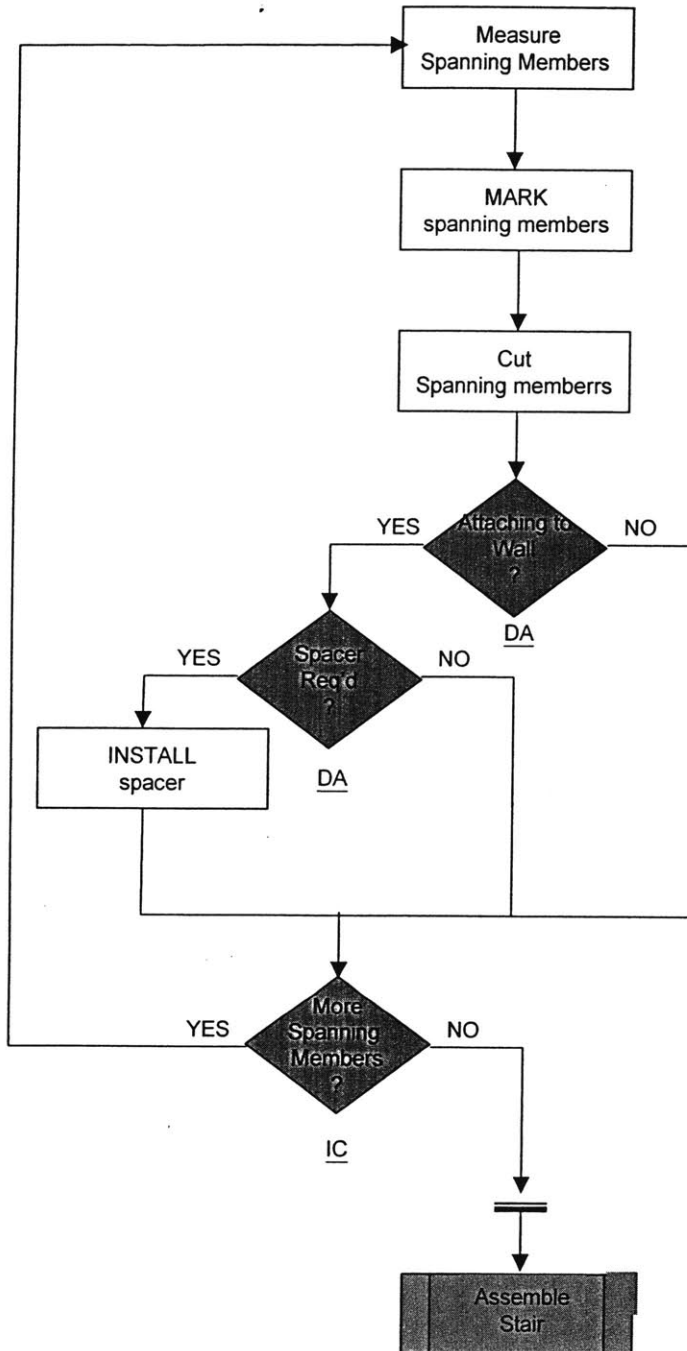 Measure
Spanning Members
MARK
spanning members
Cut
Spanning memberrs
YES
Attaching to
Wall
?
NO
DA
YES
Spacer
Req'd
?
NO
INSTALL
spacer
DA
YES
More
Spanning
Members
?
NO
IC
Assemble
Stair